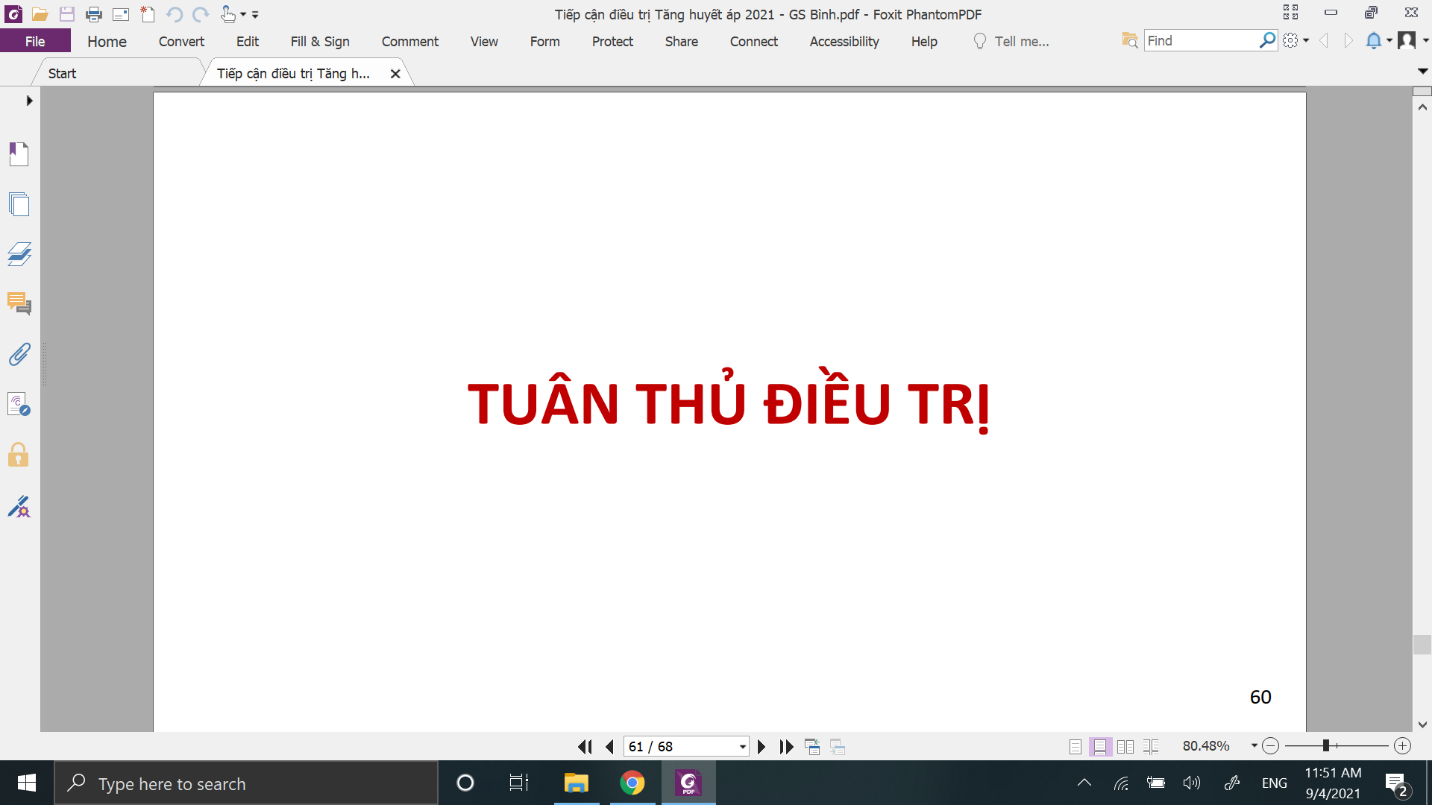 Tiếp cận điều trị Tăng huyết áp 2021 - GS Binh.pdf - Foxit PhantomPDF
File Home Convert Edit Fill & Sign Comment View Form Protect Share Connect Accessibility Help Tell me... Find
Start Tiếp cận điều trị Tăng h...
TUÂN THỦ ĐIỀU TRỊ
60
61 / 68 80.48%
Type here to search ENG 11:51 AM
9/4/2021 2